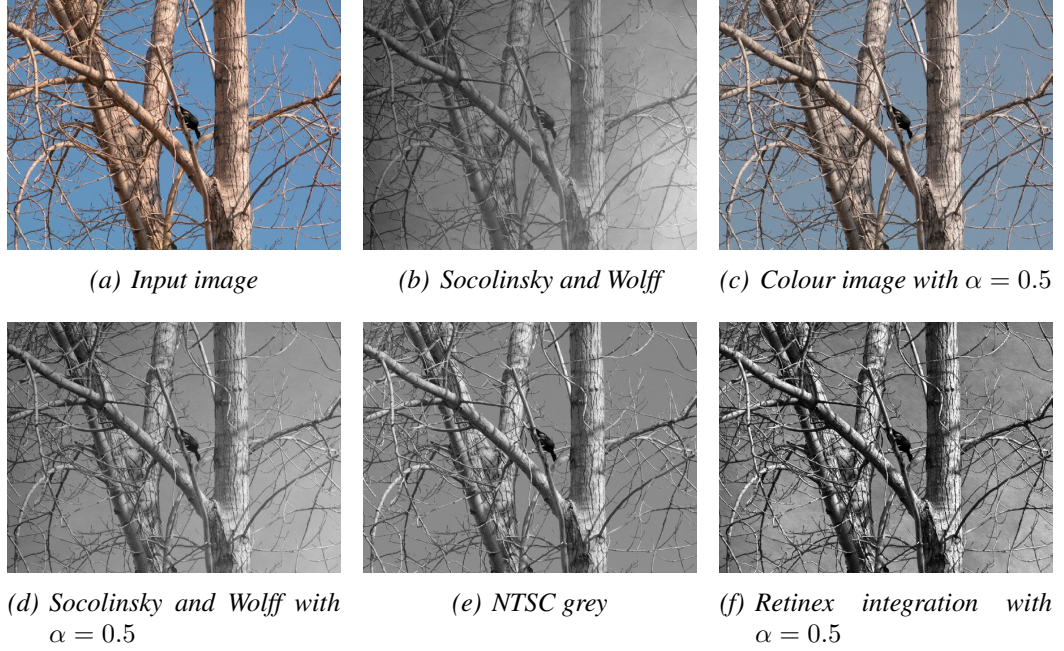 (a) Input image
(b) Socolinsky and Wolff
(c) Colour image with α = 0.5
(d) Socolinsky and Wolff with
α = 0.5
(e) NTSC grey
(f) Retinex integration with
α = 0.5